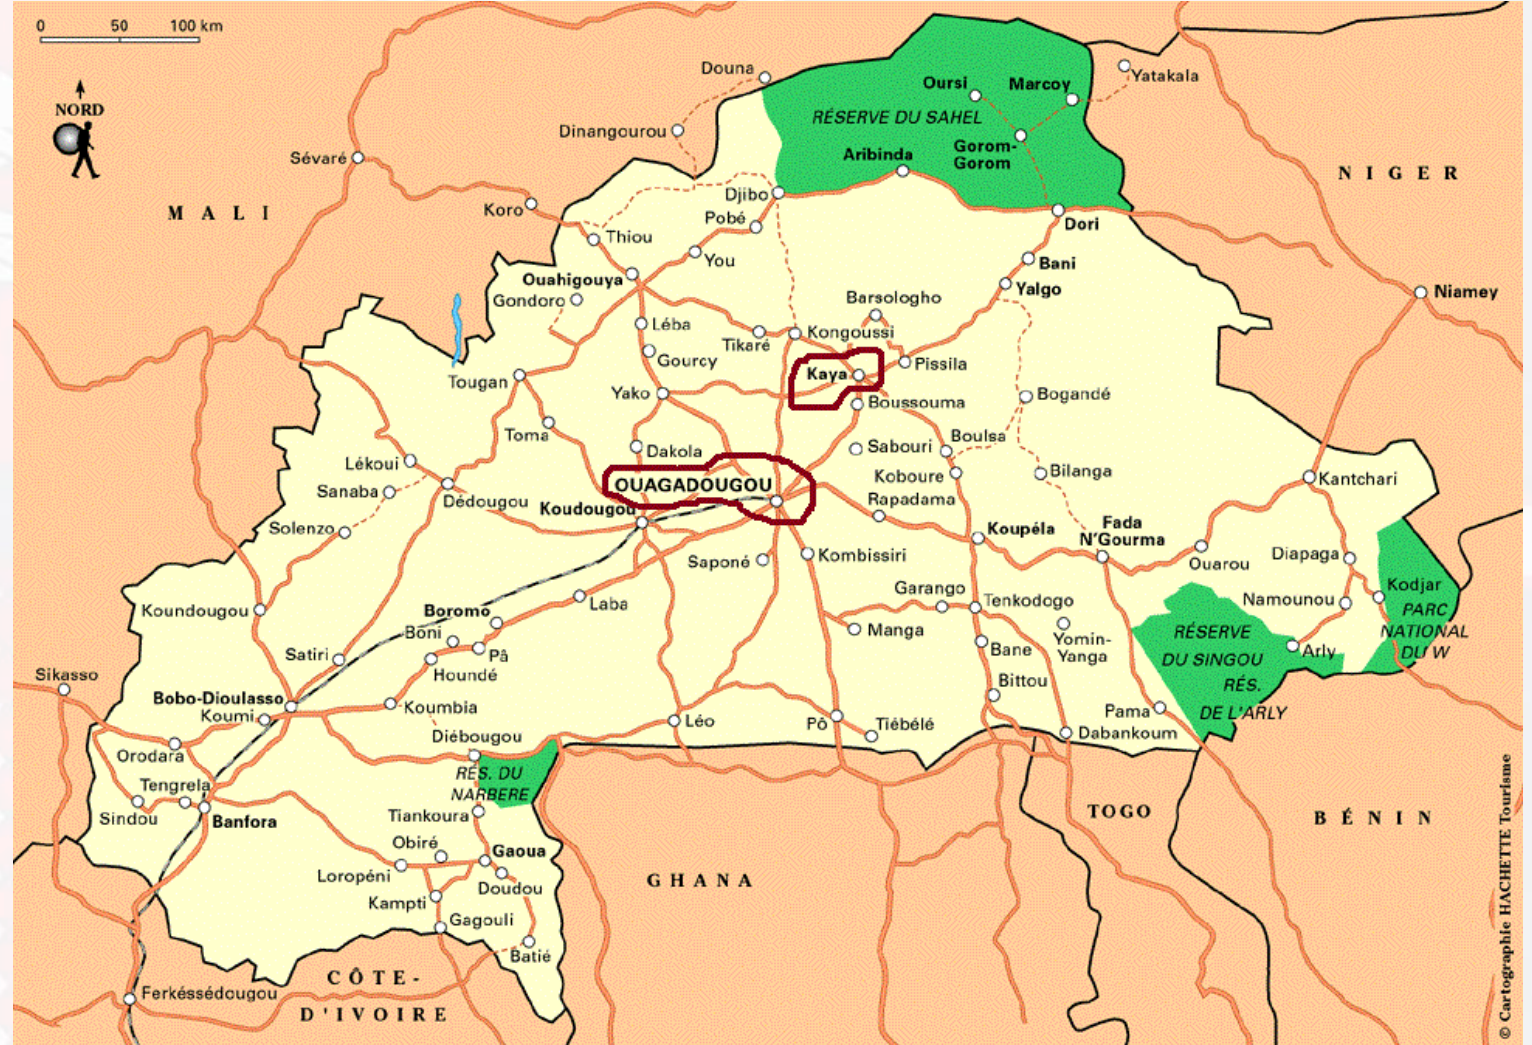 0 50 100 km
NORD
Douna
Yatakala
Oursi
Marcoy
RÉSERVE DU SAHEL
Dinangourou
Gorom-
Gorom
Aribinda
Sévaré
NIGER
MALI
Koro
Djibo
Pobé
Dori
Thiou
You
Bani
Ouahigouya
Gondoro
Yalgo
Niamey
Barsologho
Léba
Kongoussi
Tikaré
Gourcy
Pissila
Kaya
Tougan
Yako
Boussouma
Bogandé
Toma
Dakola
Sabouri
Boulsa
Lékoui
Koboure
Bilanga
Kantchari
Sanaba
OUAGADOUGOU
Dédougou
Koudougou
Rapadama
Solenzo
Koupéla
Fada
N'Gourma
Saponé
Kombissiri
Ouarou
Diapaga
Kodjar
Garango
Tenkodogo
Namounou
PARC
NATIONAL
DU W
Koundougou
Boromo
Laba
Boni
Manga
Yomin-
Yanga
RÉSERVE
DU SINGOU
RÉS.
DE L'ARLY
Arly
Satiri
Pâ
Houndé
Bane
Sikasso
Bittou
Bobo-Dioulasso
Koumi
Koumbia
Léo
Pô
Tiébélé
Pama
Dabankoum
Diébougou
Orodara
RÉS. DU
NARBERE
Tengrela
Sindou
Banfora
Tiankoura
TOGO
BÉNIN
Obiré
Gaoua
Loropéni
Doudou
GHANA
Kampti
Gagouli
Batié
CÔTE-
D'IVOIRE
Ferkéssédougou
© Cartographie HACHETTE Tourisme